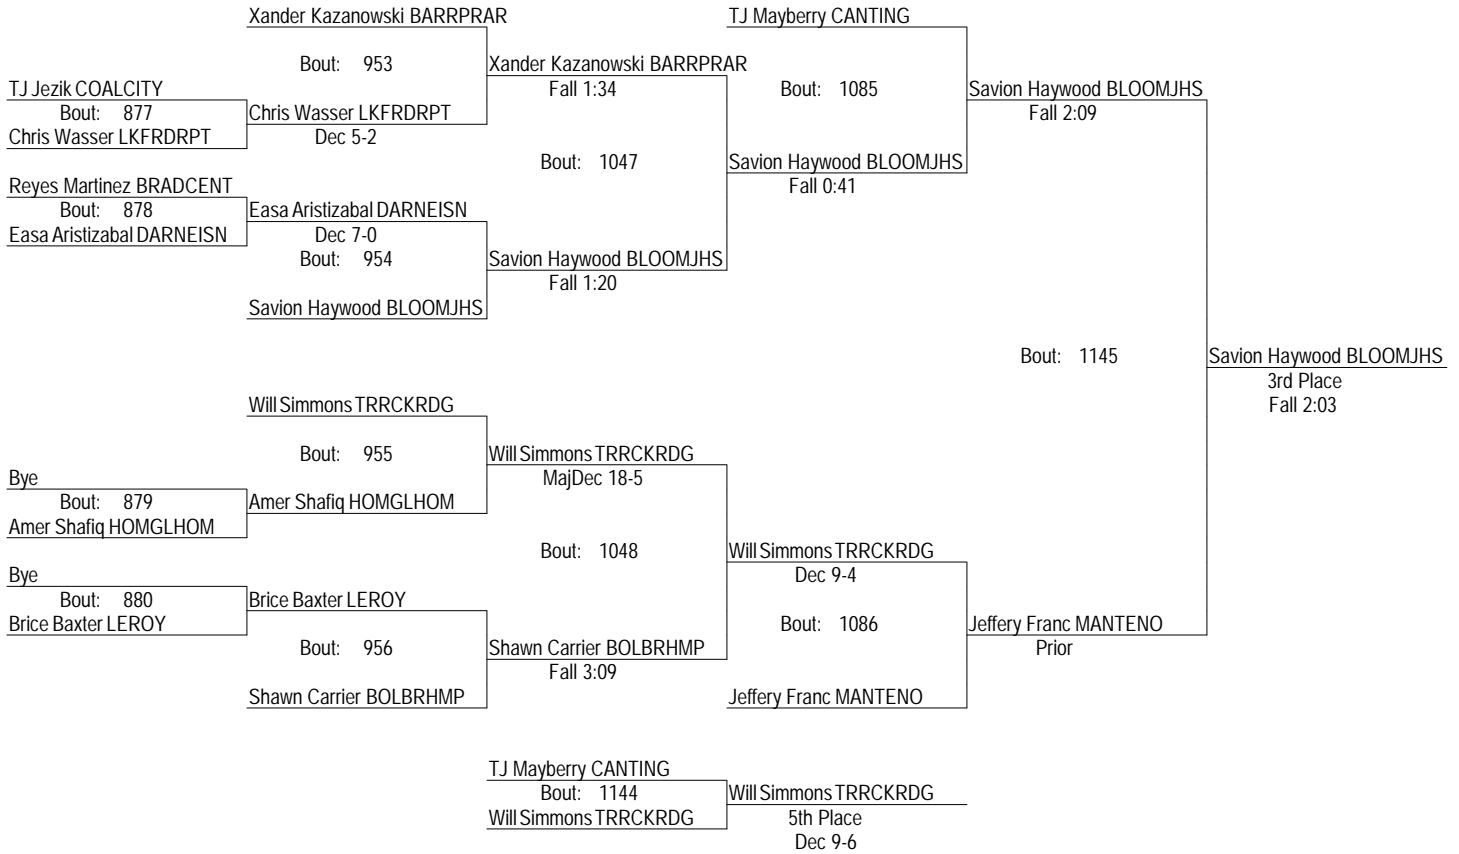 Xander Kazanowski BARRPRAR
TJ Mayberry CANTING
Bout: 953
Xander Kazanowski BARRPRAR
Fall 1:34
TJ Jezik COALCITY
Bout: 877
Chris Wasser LKFRDRPT
Chris Wasser LKFRDRPT
Dec 5-2
Bout: 1085
Savion Haywood BLOOMJHS
Fall 2:09
Bout: 1047
Savion Haywood BLOOMJHS
Fall 0:41
Reyes Martinez BRADCENT
Bout: 878
Easa Aristizabal DARNEISN
Easa Aristizabal DARNEISN
Dec 7-0
Bout: 954
Savion Haywood BLOOMJHS
Fall 1:20
Savion Haywood BLOOMJHS
Bout: 1145
Savion Haywood BLOOMJHS
3rd Place
Fall 2:03
Will Simmons TRRCKRDG
Bout: 955
Will Simmons TRRCKRDG
MajDec 18-5
Bye
Bout: 879
Amer Shafiq HOMGLHOM
Amer Shafiq HOMGLHOM
Bout: 1048
Will Simmons TRRCKRDG
Dec 9-4
Bye
Bout: 880
Brice Baxter LEROY
Brice Baxter LEROY
Bout: 956
Shawn Carrier BOLBRHMP
Fall 3:09
Shawn Carrier BOLBRHMP
Bout: 1086
Jeffery Franc MANTENO
Prior
Jeffery Franc MANTENO
TJ Mayberry CANTING
Bout: 1144
Will Simmons TRRCKRDG
Will Simmons TRRCKRDG
5th Place
Dec 9-6